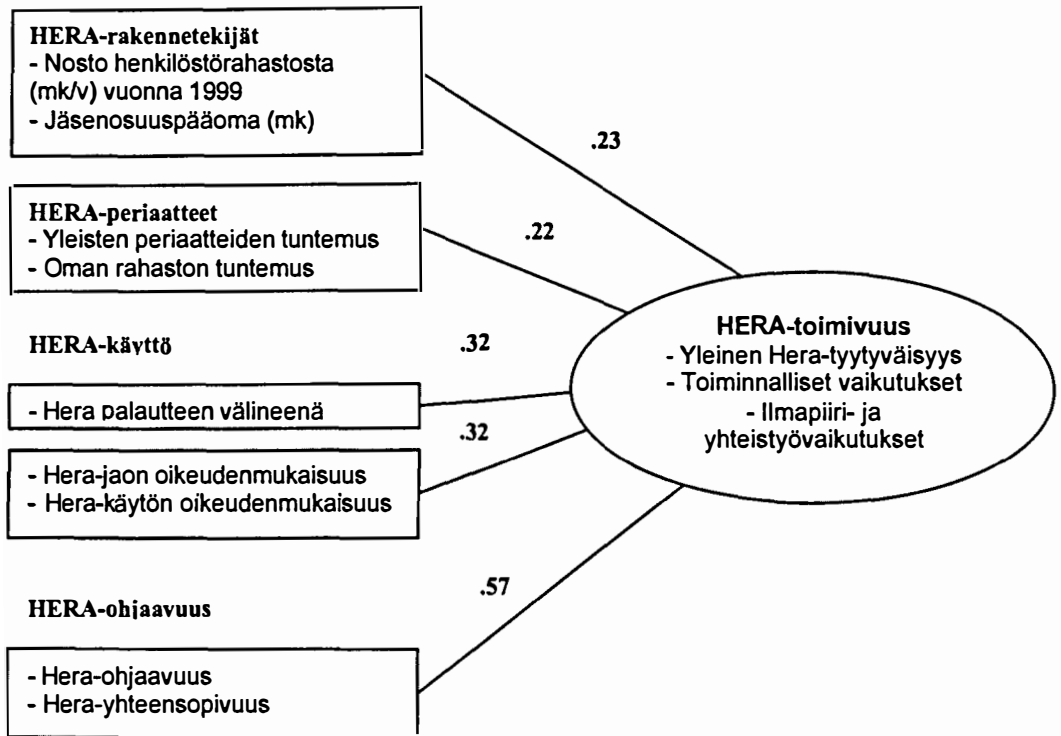 HERA-rakennetekijät
- Nosto henkilöstörahastosta
(mk/v) vuonna 1999
- Jäsenosuuspääoma (mk)
.23
HERA-periaatteet
- Yleisten periaatteiden tuntemus
- Oman rahaston tuntemus
.22
HERA-käyttö
.32
- Hera palautteen välineenä
.32
- Hera-jaon oikeudenmukaisuus
- Hera-käytön oikeudenmukaisuus
HERA-ohjaavuus
.57
- Hera-ohjaavuus
- Hera-yhteensopivuus
HERA-toimivuus
- Yleinen Hera-tyytyväisyys
- Toiminnalliset vaikutukset
- Ilmapiiri- ja
yhteistyövaikutukset